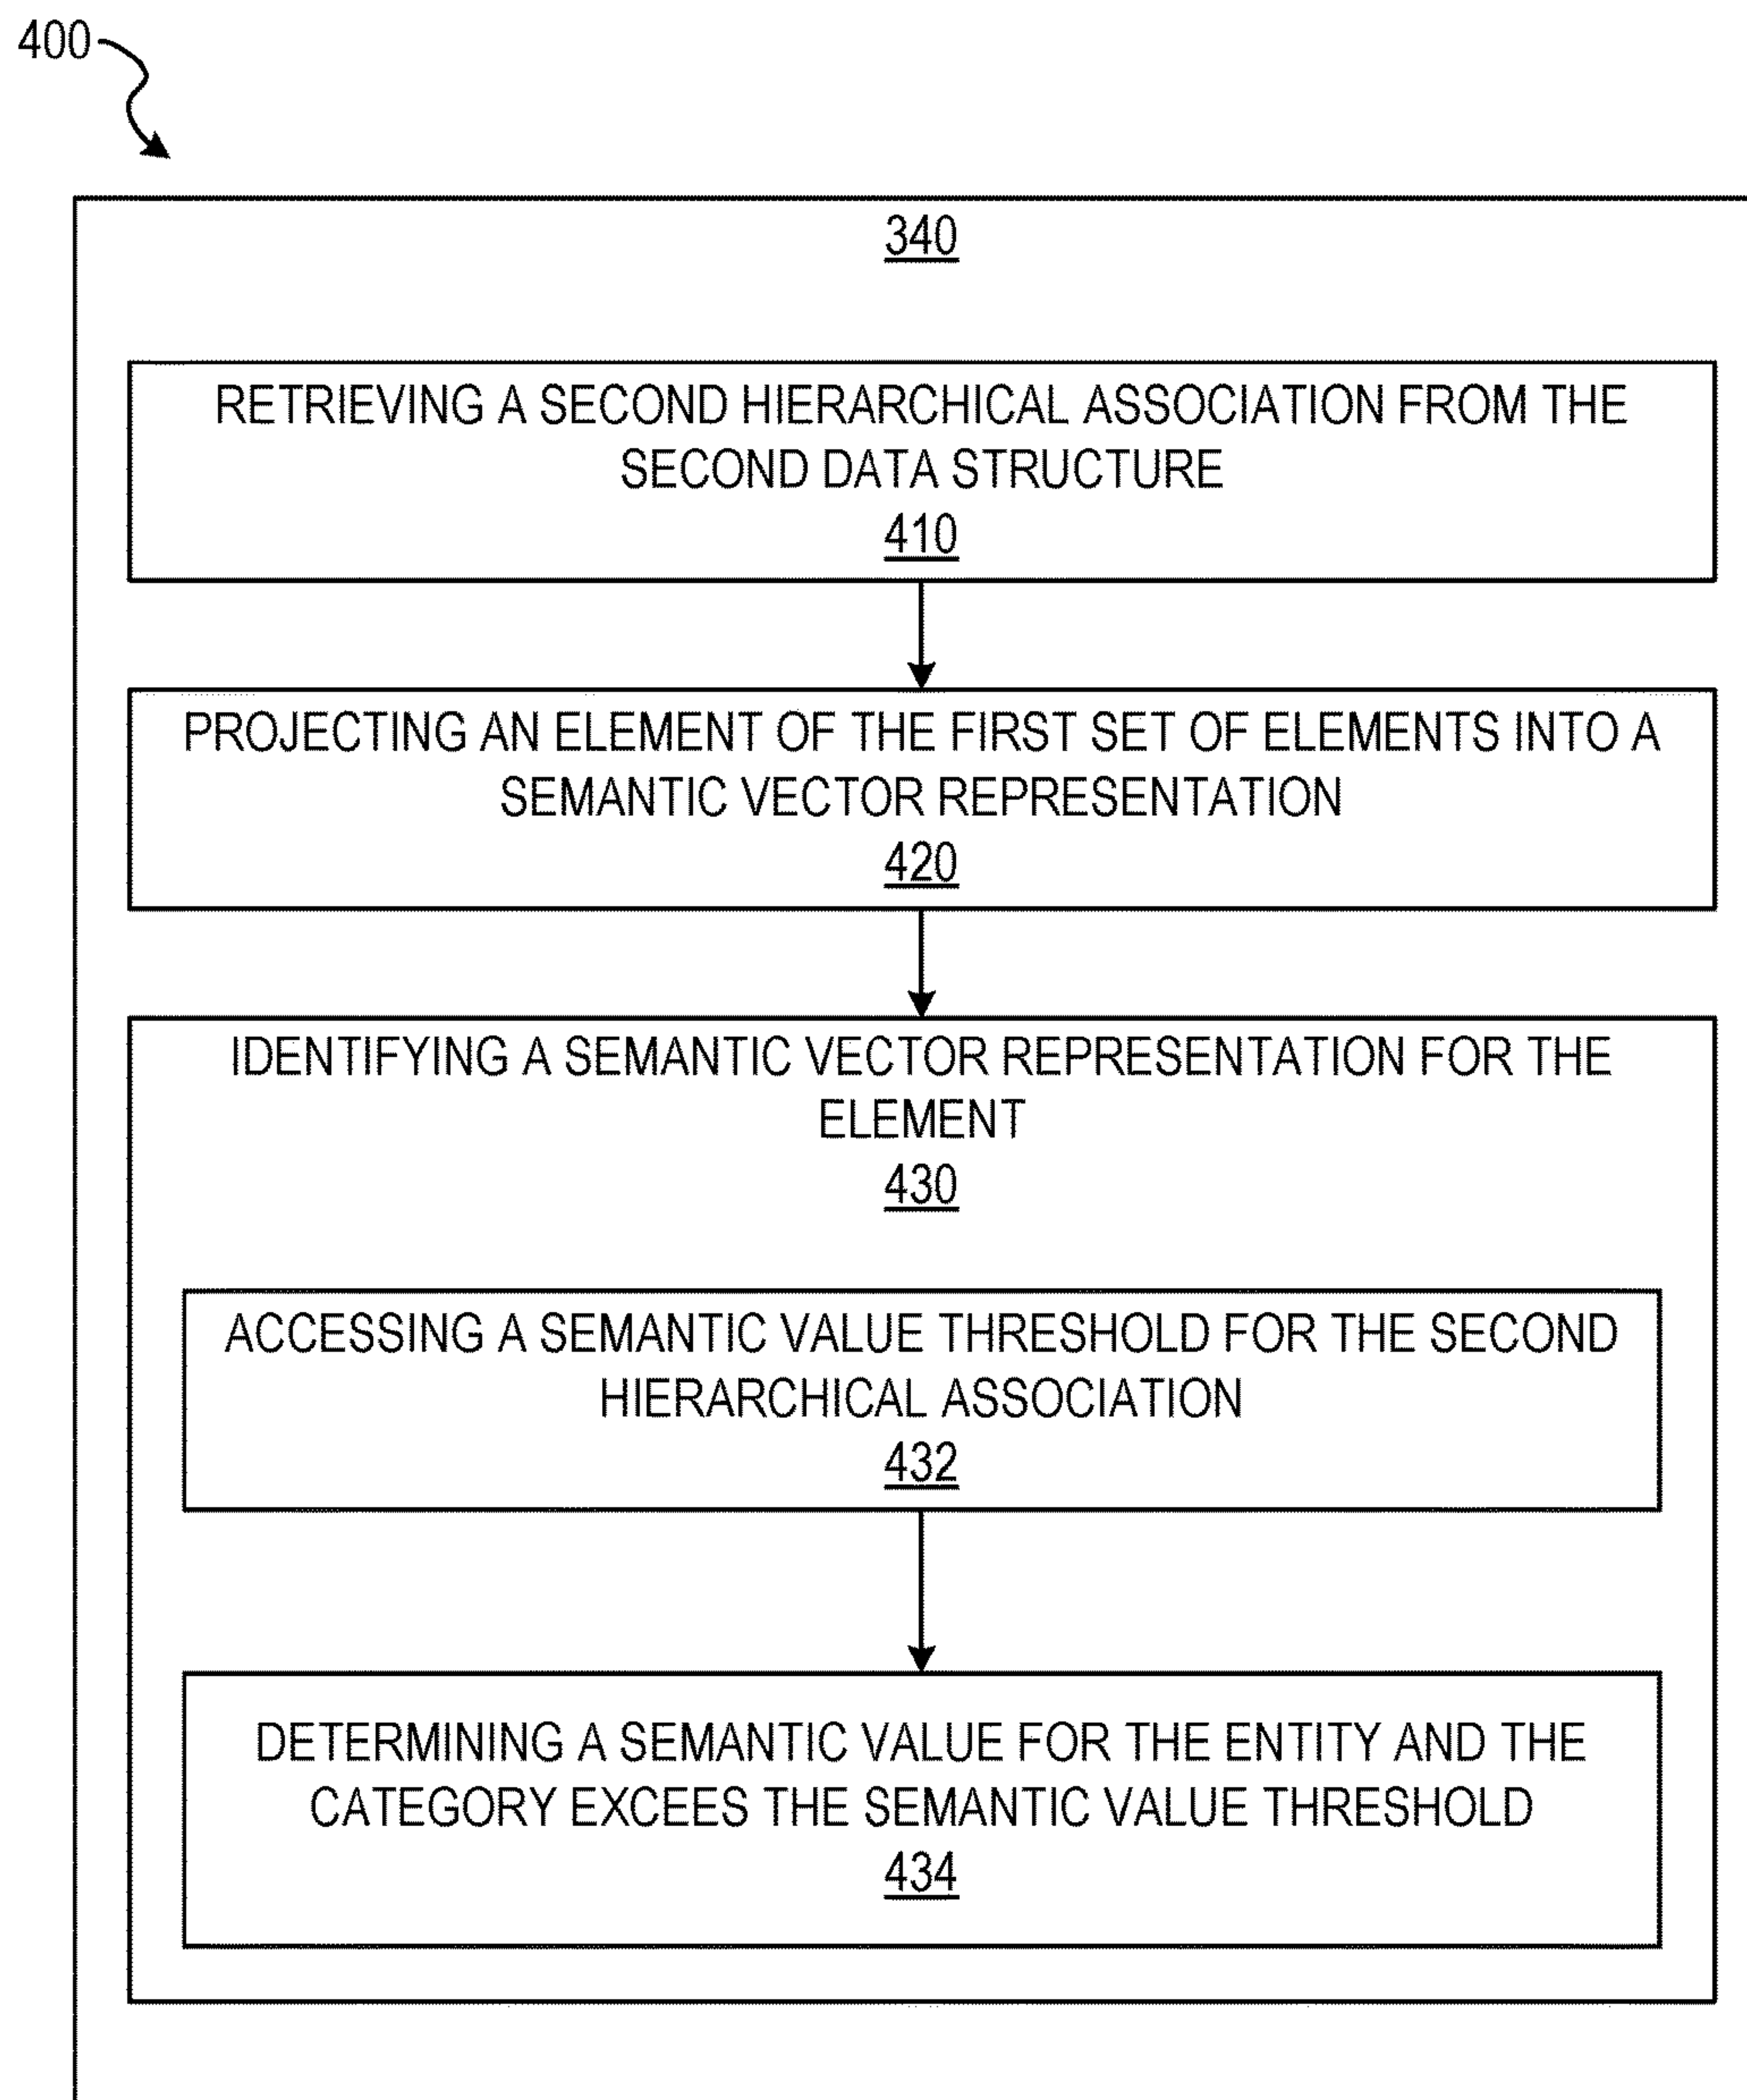 400
340
RETRIEVING A SECOND HIERARCHICAL ASSOCIATION FROM THE
SECOND DATA STRUCTURE
410
PROJECTING AN ELEMENT OF THE FIRST SET OF ELEMENTS INTO A
SEMANTIC VECTOR REPRESENTATION
420
IDENTIFYING A SEMANTIC VECTOR REPRESENTATION FOR THE
ELEMENT
430
ACCESSING A SEMANTIC VALUE THRESHOLD FOR THE SECOND
HIERARCHICAL ASSOCIATION
432
DETERMINING A SEMANTIC VALUE FOR THE ENTITY AND THE
CATEGORY EXCEES THE SEMANTIC VALUE THRESHOLD
434